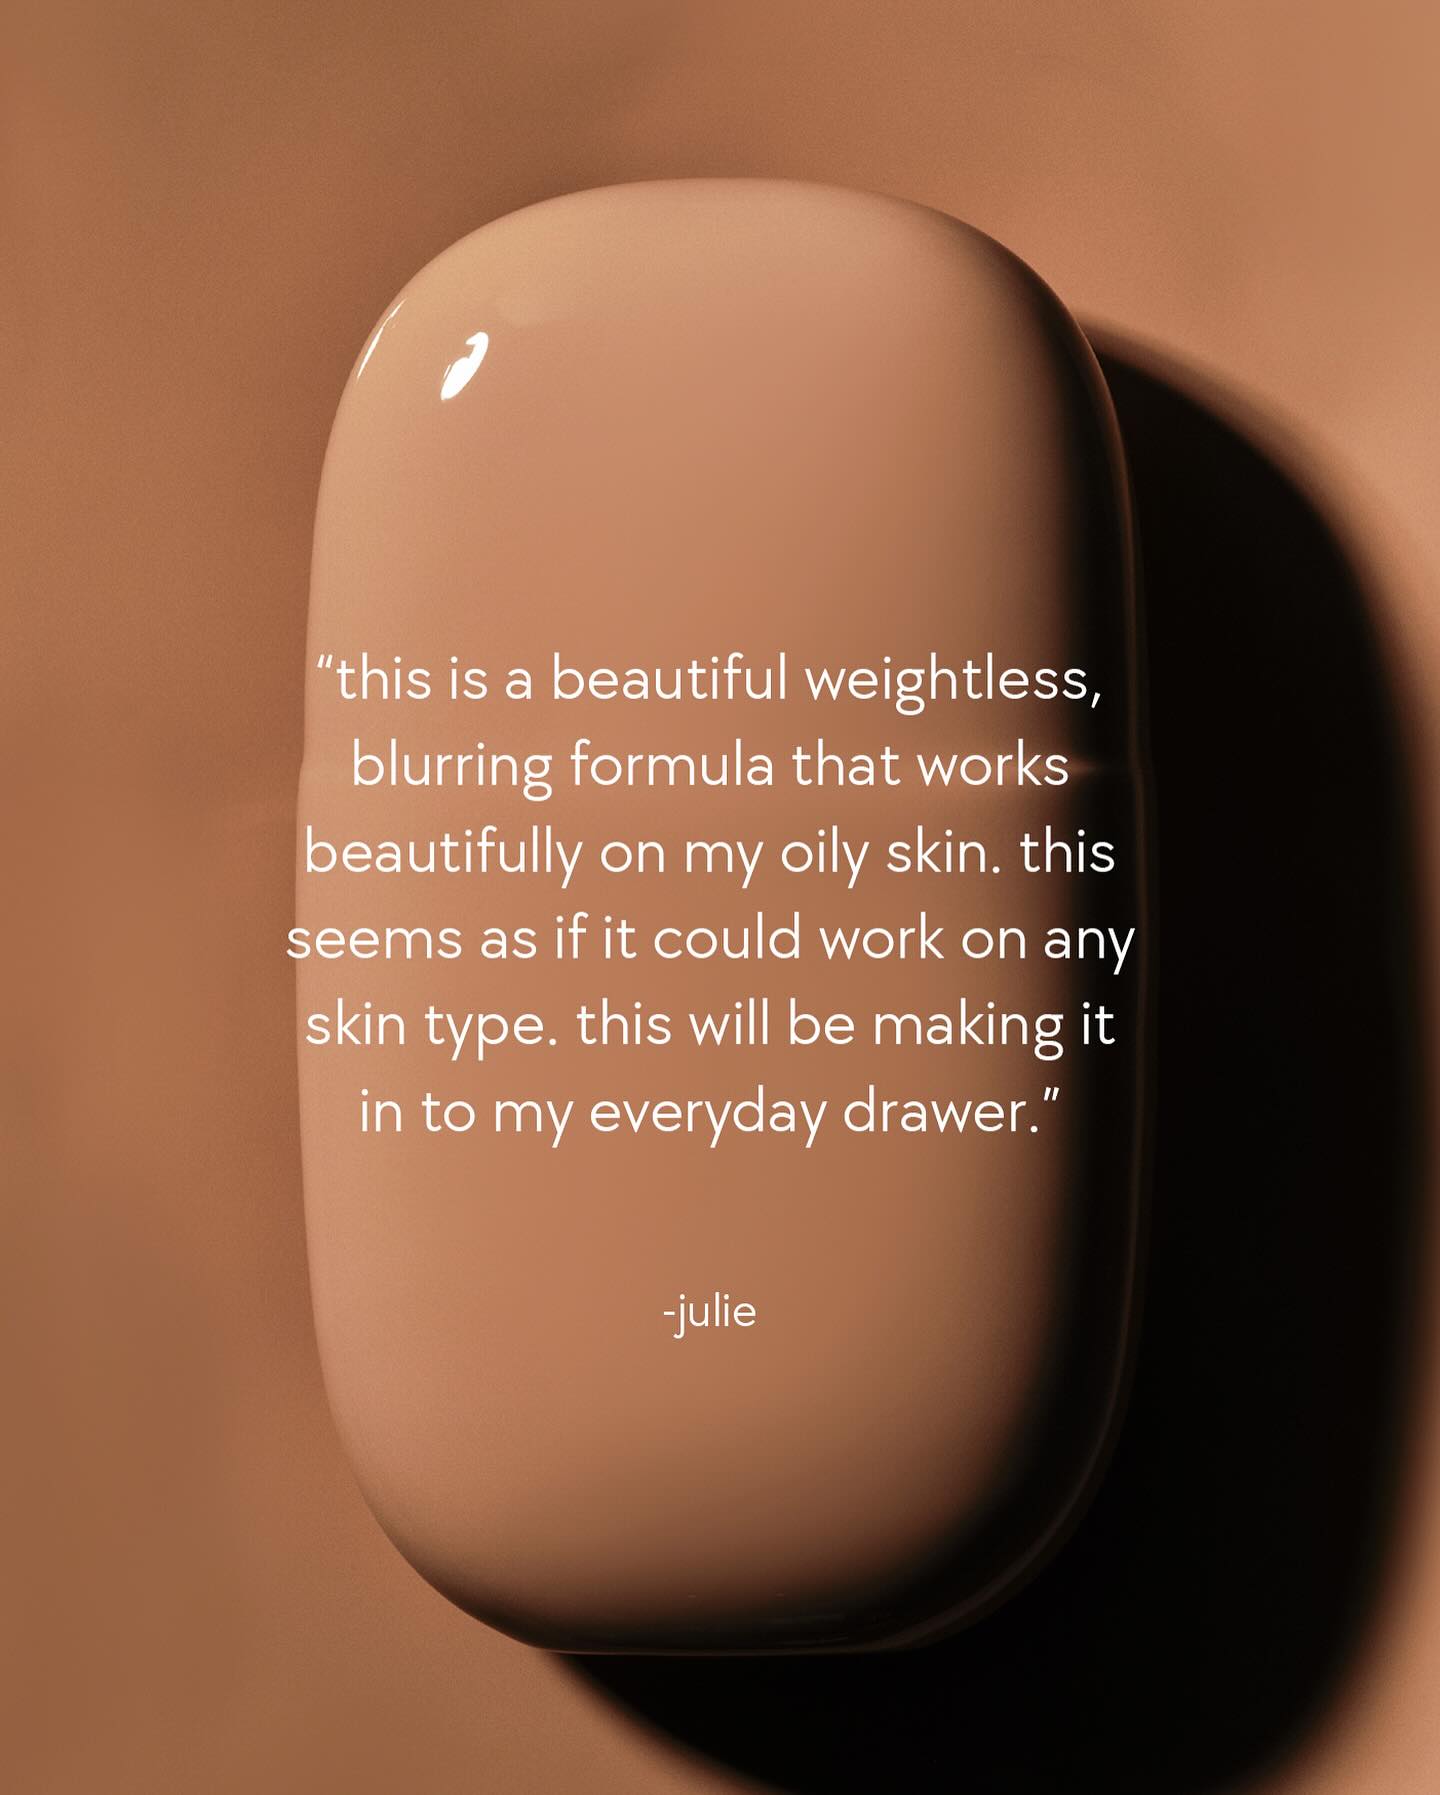 “this is a beautiful weightless,
blurring formula that works
beautifully on my oily skin. this
seems as if it could work on any
skin type. this will be making it
in to my everyday drawer.”
-julie